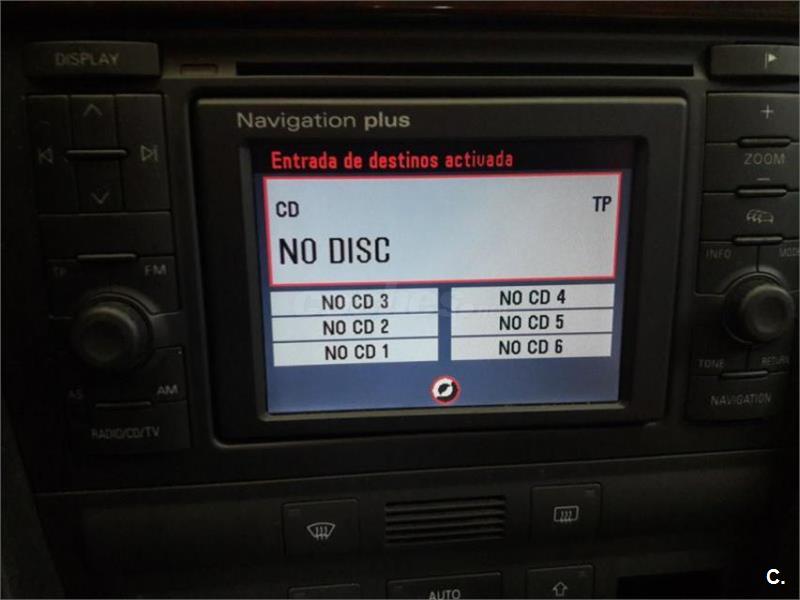 DISPLAY
Navigation plus
+
ZOOM
−
Entrada de destinos activada
CD
TP
NO DISC
NO CD 3
NO CD 4
NO CD 2
NO CD 5
NO CD 1
NO CD 6
TP
FM
INFO
MODE
AS
AM
TONE
RETURN
RADIO/CD/TV
NAVIGATION
AUTO
C.